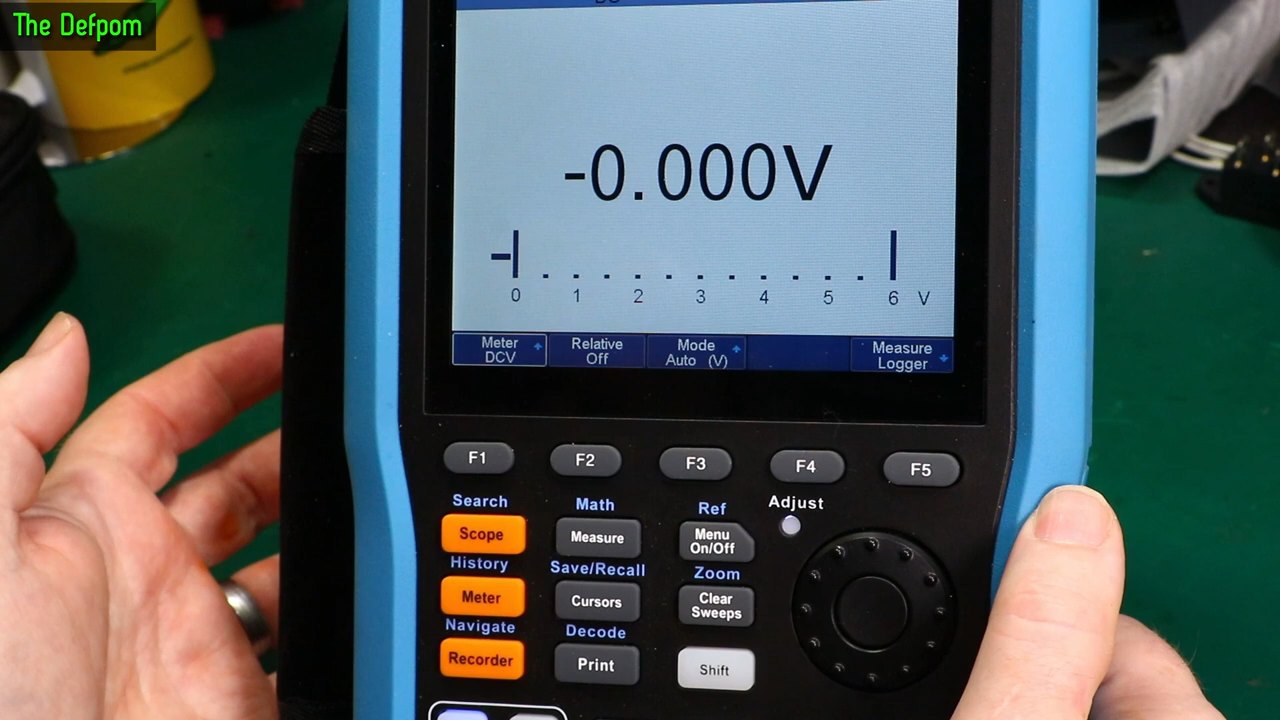 The Defpom
-0.000V
0 1 2 3 4 5 6 V
Meter
DCV
Relative
Off
Mode
Auto (V)
Measure
Logger
F1 F2 F3 F4 F5
Search Math Ref Adjust
Scope Measure Menu
On/Off
History Save/Recall Zoom
Meter Cursors Clear
Sweeps
Navigate Decode
Recorder Print Shift